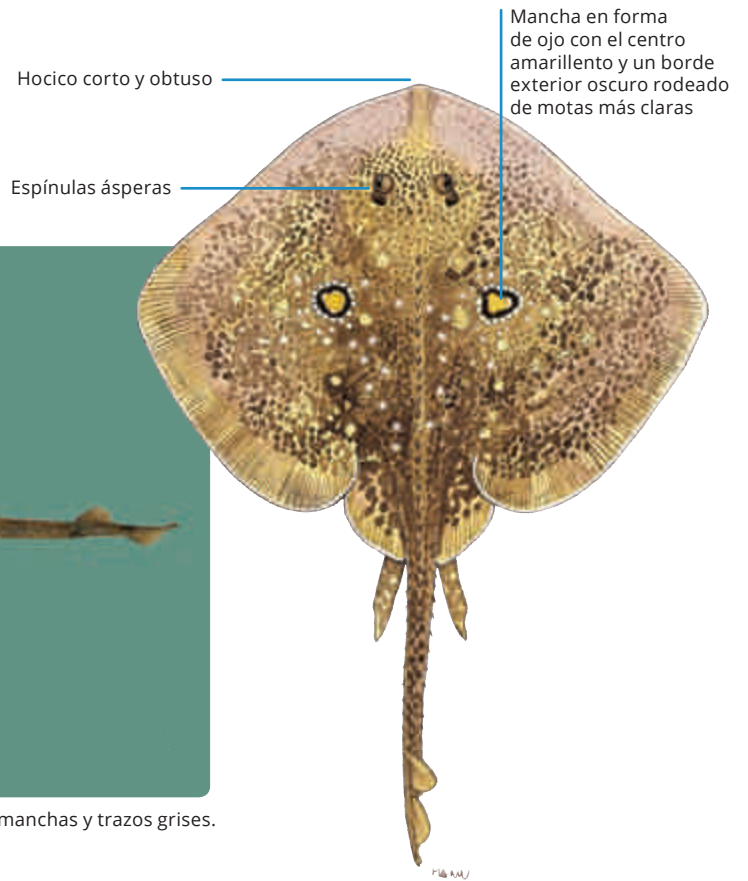 Mancha en forma
de ojo con el centro
amarillento y un borde
exterior oscuro rodeado
de motas más claras
Hocico corto y obtuso
Espínulas ásperas
manchas y trazos grises.